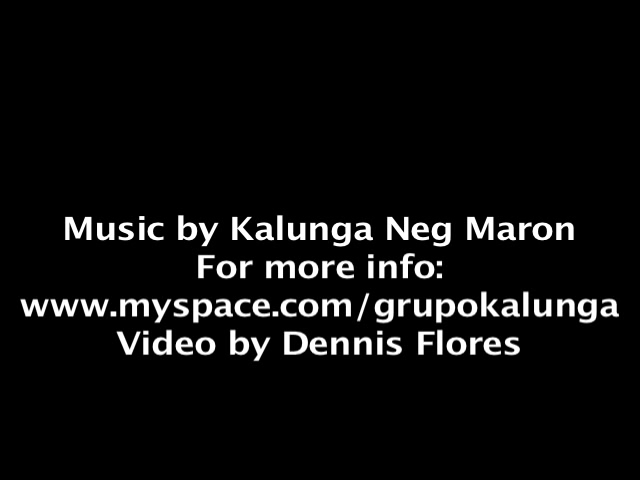 Music by Kalunga Neg Maron
For more info:
www.myspace.com/grupokalunga
Video by Dennis Flores